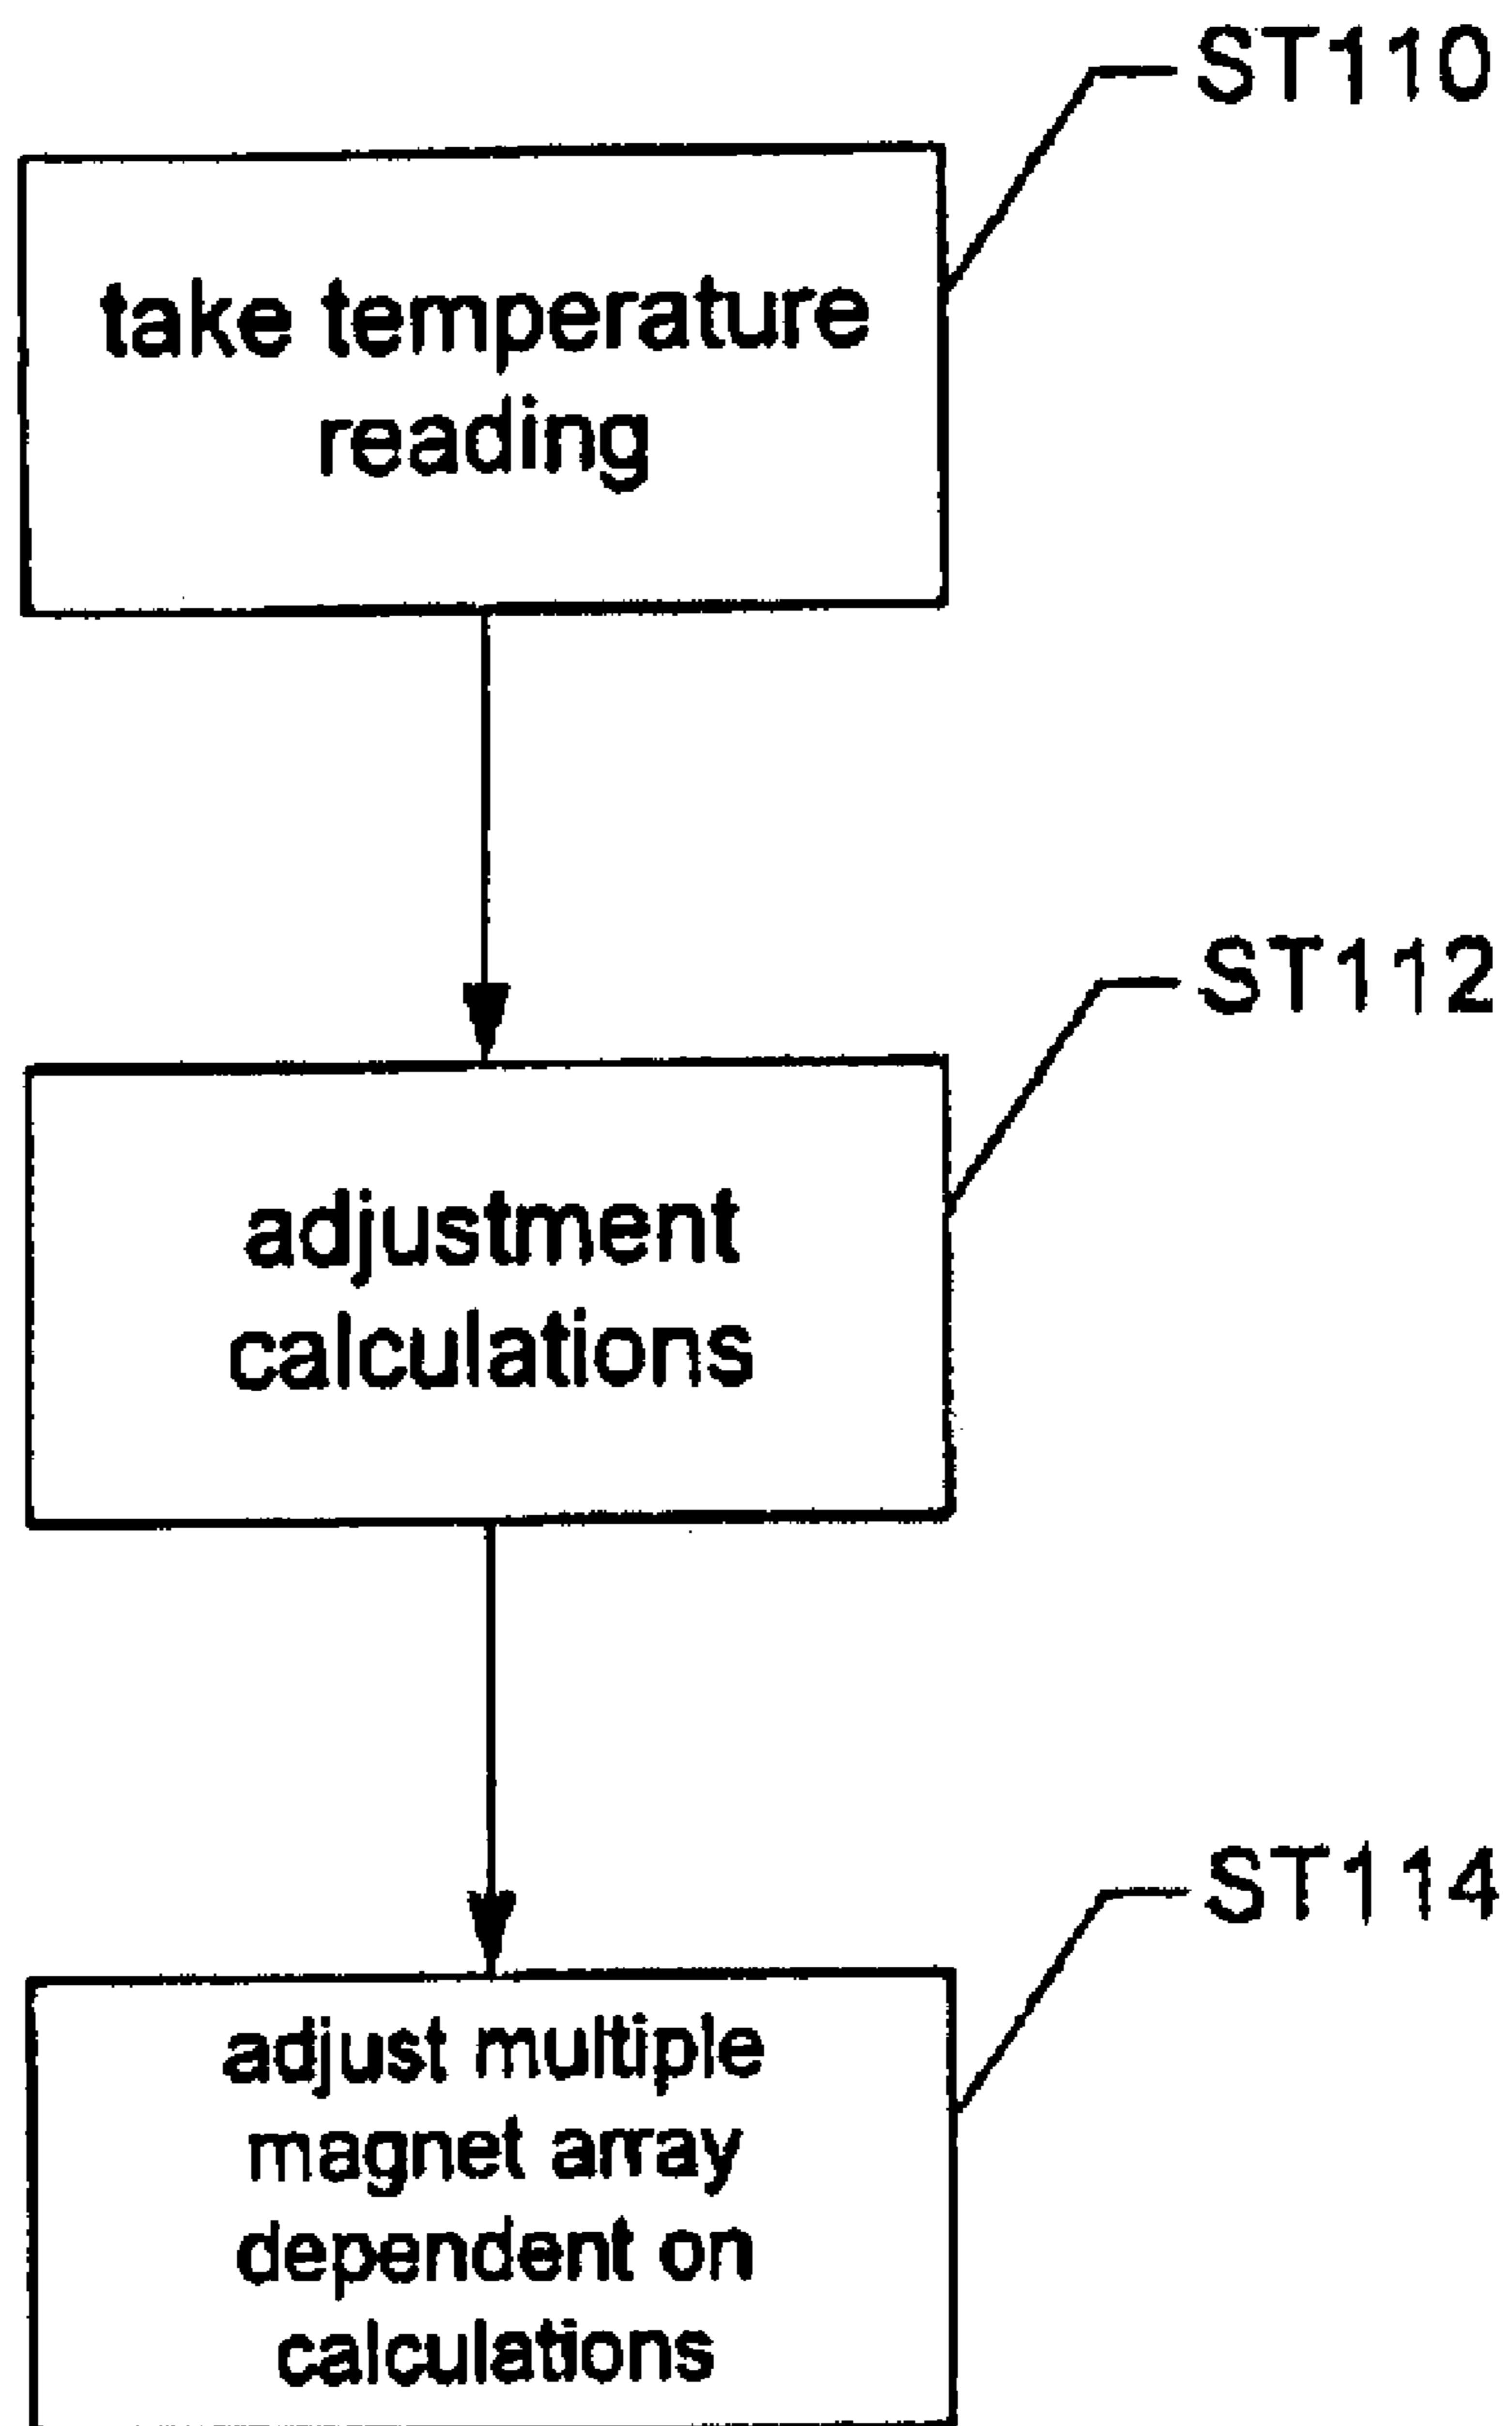 ST110
take temperature
reading
ST112
adjustment
calculations
ST114
adjust multiple
magnet array
dependent on
calculations